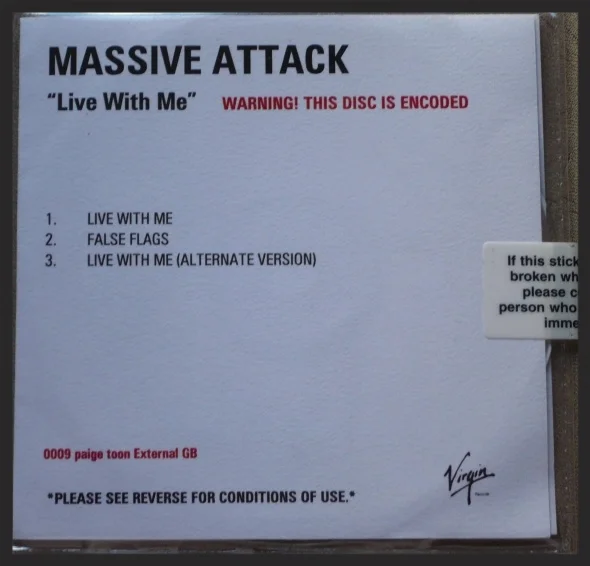 MASSIVE ATTACK
"Live With Me" WARNING! THIS DISC IS ENCODED
1. LIVE WITH ME
2. FALSE FLAGS
3. LIVE WITH ME (ALTERNATE VERSION)
If this stick
broken wh
please c
person who
imme
0009 paige toon External GB
Virgin
*PLEASE SEE REVERSE FOR CONDITIONS OF USE.*